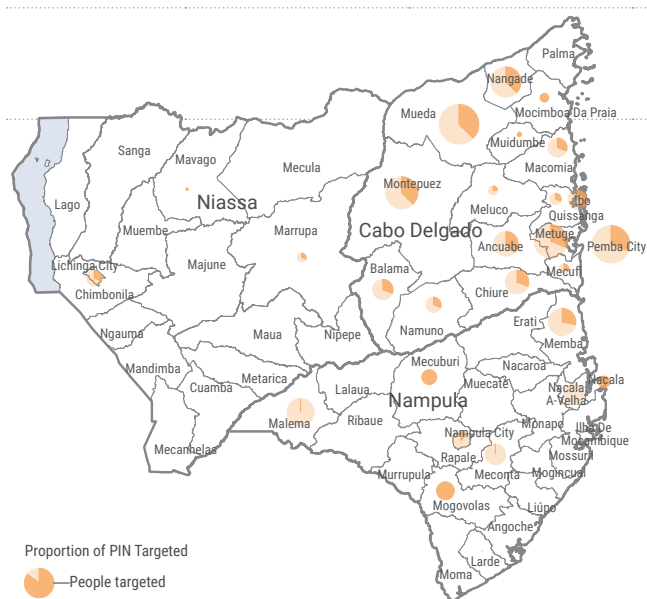 Palma
Nangade
Mueda
Mocimboa Da Praia
Muidumbe
Sanga
Mavago
Macomia
Mecula
Montepuez
Meluco
Ibo
Lago
Niassa
Quissanga
Muembe
Marrupa
Cabo Delgado
Metuge
Ancuabe
Pemba City
Lichinga City
Majune
Balama
Mecufi
Chimbonila
Chiure
Namuno
Erati
Ngauma
Maua
Nipepe
Memba
Mandimba
Mecuburi
Nacaroa
Metarica
Muecate
Nacala
Cuamba
Lalaua
Nacala
A-Velha
Nampula
Malema
Ribaue
Monapo
Ilha De
Nampula City
Mocambique
Mecanhelas
Rapale
Mossuril
Murrupula
Meconta
Mogincual
Mogovolas
Liúpo
Angoche
Larde
Moma
Proportion of PIN Targeted
People targeted